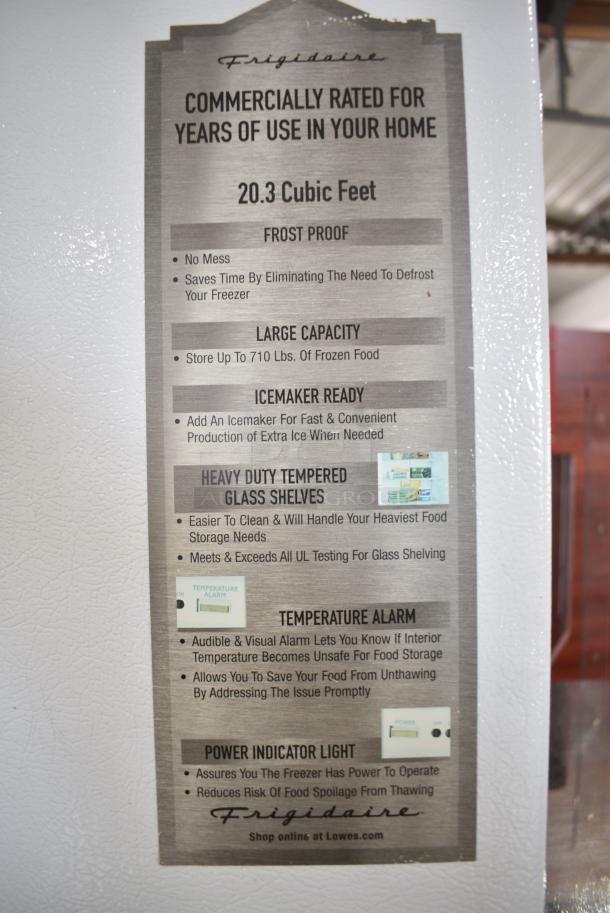 Frigidaire
COMMERCIALLY RATED FOR
YEARS OF USE IN YOUR HOME
20.3 Cubic Feet
FROST PROOF
• No Mess
• Saves Time By Eliminating The Need To Defrost
Your Freezer
LARGE CAPACITY
• Store Up To 710 Lbs. Of Frozen Food
ICEMAKER READY
• Add An Icemaker For Fast & Convenient
Production of Extra Ice When Needed
HEAVY DUTY TEMPERED
GLASS SHELVES
• Easier To Clean & Will Handle Your Heaviest Food
Storage Needs
• Meets & Exceeds All UL Testing For Glass Shelving
TEMPERATURE
ALARM
TEMPERATURE ALARM
• Audible & Visual Alarm Lets You Know If Interior
Temperature Becomes Unsafe For Food Storage
• Allows You To Save Your Food From Unthawing
By Addressing The Issue Promptly
POWER
POWER INDICATOR LIGHT
• Assures You The Freezer Has Power To Operate
• Reduces Risk Of Food Spoilage From Thawing
Frigidaire
Shop online at Lowes.com